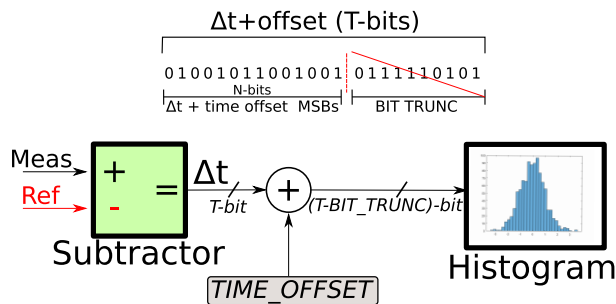 Δt+offset (T-bits)
01001011001001 0111110101
N-bits
Δt + time offset MSBs BIT TRUNC
Meas + Δt
Ref - = T-bit + (T-BIT_TRUNC)-bit
Subtractor Histogram
TIME_OFFSET